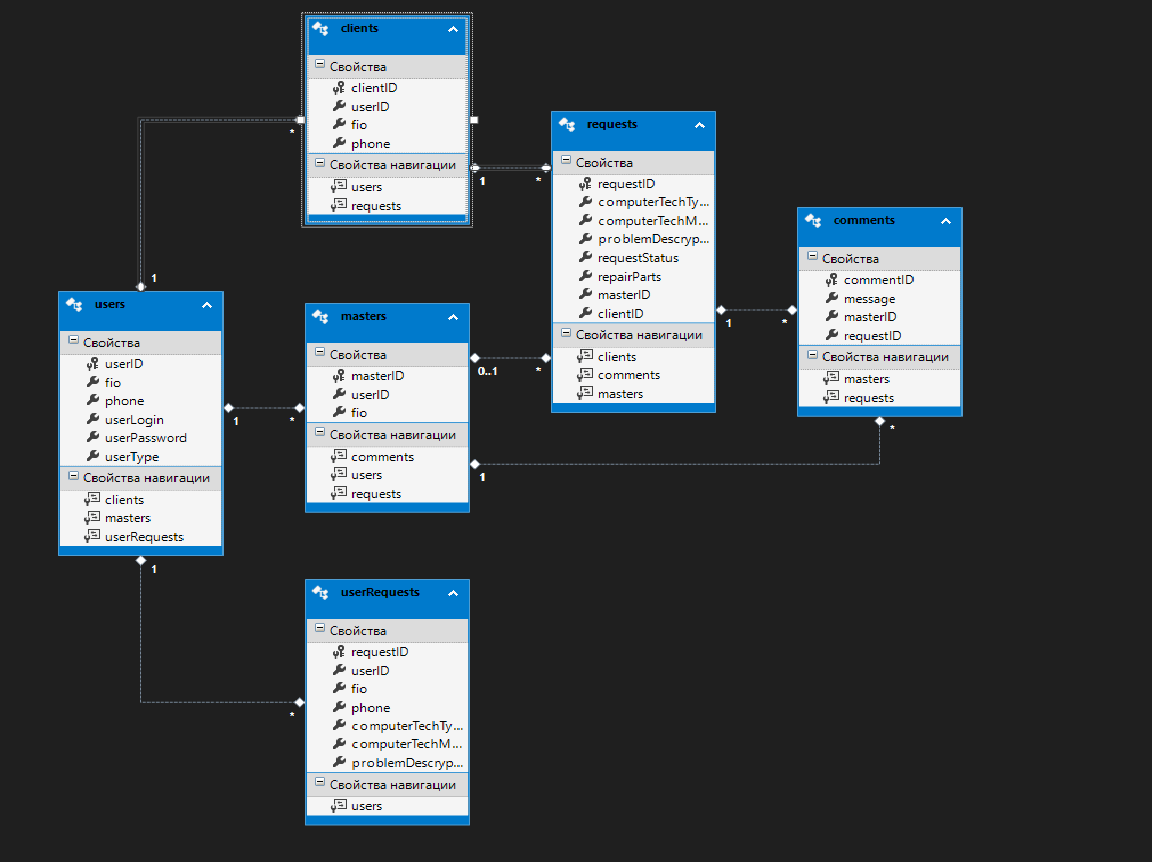 clients
Свойства
clientID
userID
fio
phone
Свойства навигации
users
requests
1
*
*
1
requests
Свойства
requestID
computerTechTy...
computerTechM...
problemDescryp...
requestStatus
repairParts
masterID
clientID
Свойства навигации
clients
comments
masters
1
*
comments
Свойства
commentID
message
masterID
requestID
Свойства навигации
masters
requests
*
1
users
Свойства
userID
fio
phone
userLogin
userPassword
userType
Свойства навигации
clients
masters
userRequests
1
*
1
*
masters
Свойства
masterID
userID
fio
Свойства навигации
comments
users
requests
0..1
*
userRequests
Свойства
requestID
userID
fio
phone
computerTechTy...
computerTechM...
problemDescryp...
Свойства навигации
users